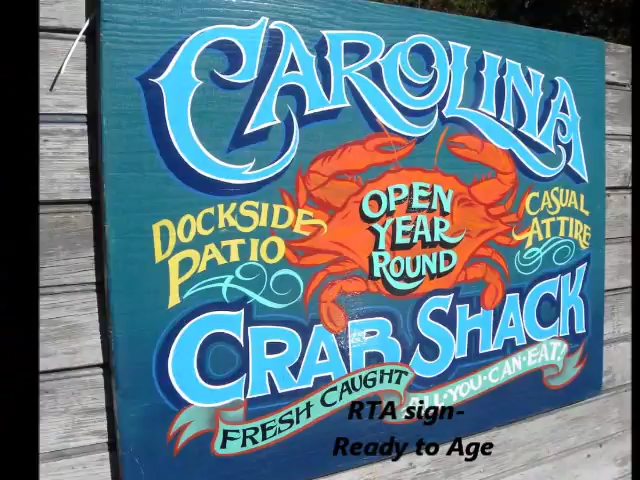 CAROLINA
DOCKSIDE
PATIO
OPEN
YEAR
ROUND
CASUAL
ATTIRE
CRAB SHACK
FRESH CAUGHT
ALL·YOU·CAN·EAT!
RTA sign-
Ready to Age